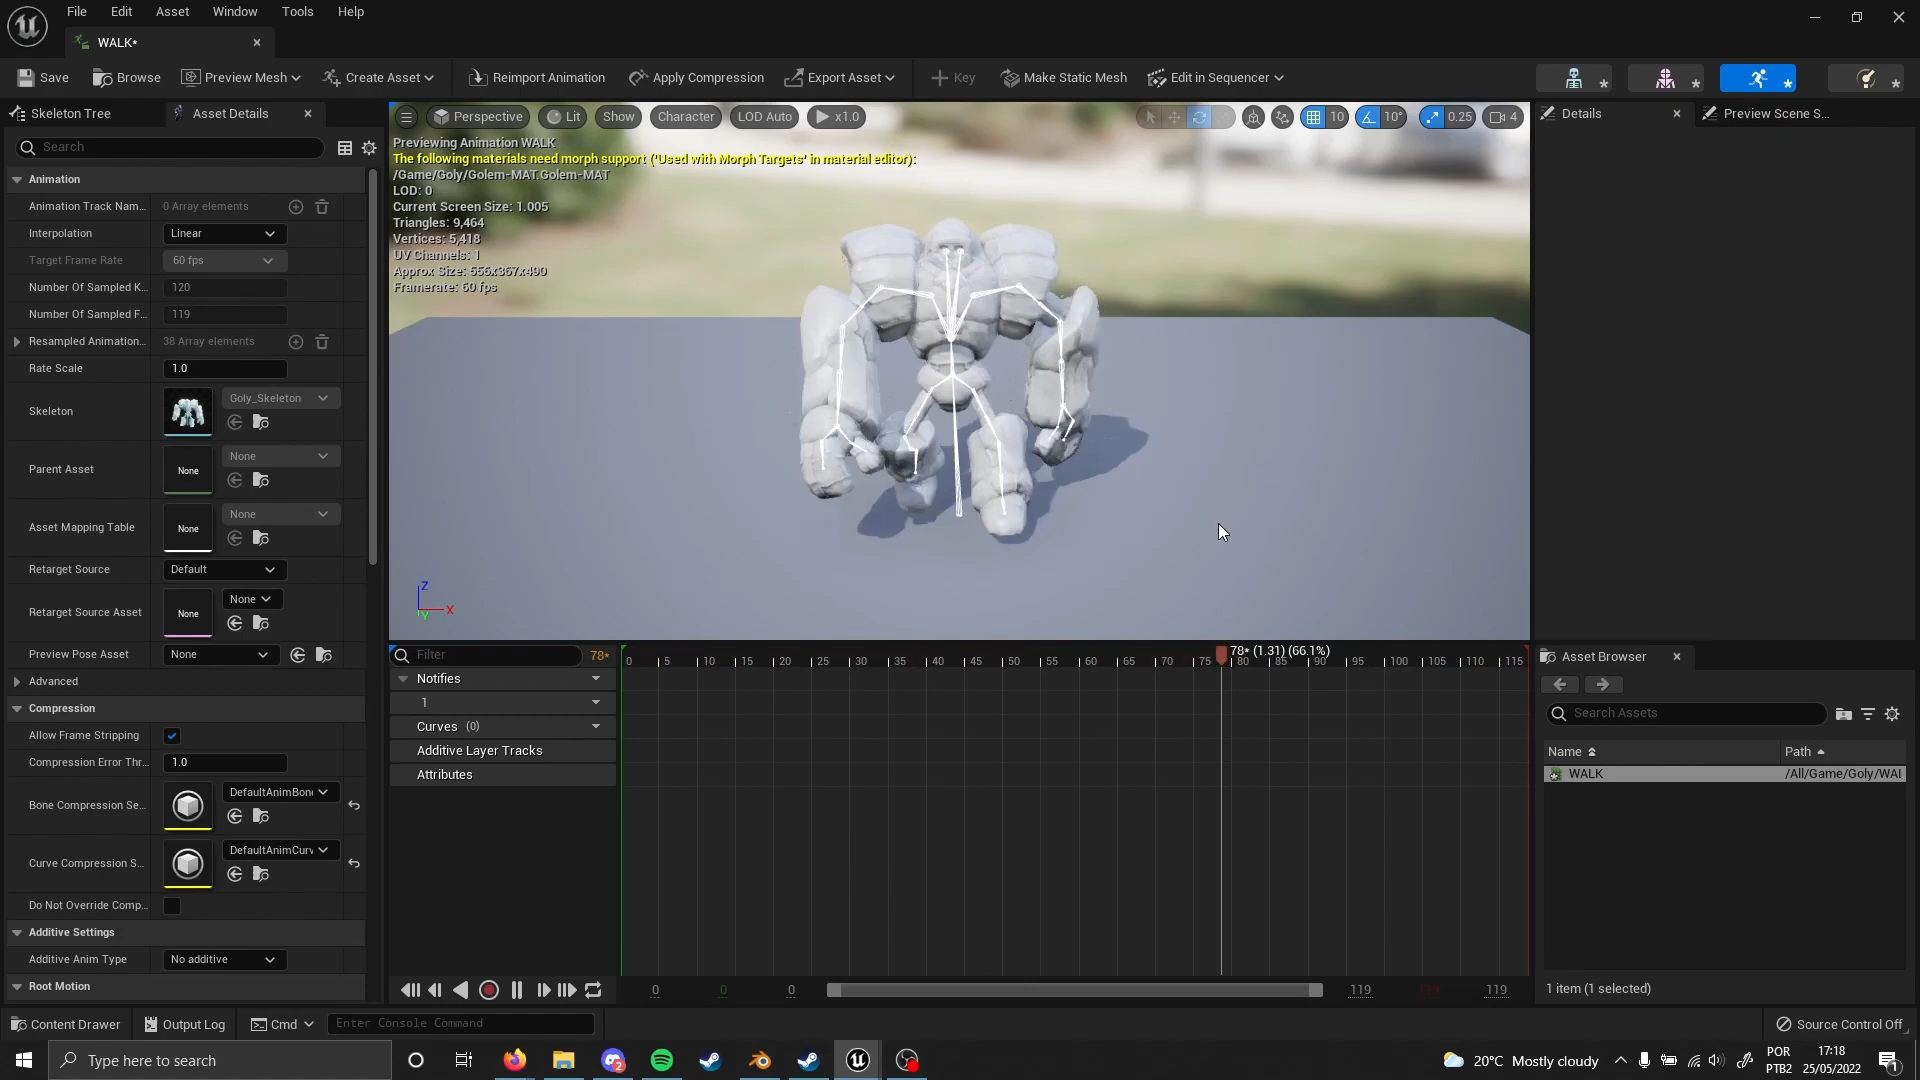 File Edit Asset Window Tools Help
WALK•
Save Browse Preview Mesh Create Asset Reimport Animation Apply Compression Export Asset Key Make Static Mesh Edit in Sequencer
Skeleton Tree Asset Details
Search
Animation
Animation Track Nam... 0 Array elements
Interpolation Linear
Target Frame Rate 60 fps
Number Of Sampled K... 120
Number Of Sampled F... 119
Resampled Animation... 38 Array elements
Rate Scale 1.0
Skeleton Goly_Skeleton
Parent Asset None None
Asset Mapping Table None None
Retarget Source Default
Retarget Source Asset None None
Preview Pose Asset None
Advanced
Compression
Allow Frame Stripping
Compression Error Thr... 1.0
Bone Compression Se... DefaultAnimBon
Curve Compression S... DefaultAnimCurv
Do Not Override Comp...
Additive Settings
Additive Anim Type No additive
Root Motion
Perspective Lit Show Character LOD Auto x1.0 10 10° 0.25 4
Previewing Animation WALK
The following materials need morph support ('Used with Morph Targets' in material editor):
/Game/Goly/Golem-MAT.Golem-MAT
LOD: 0
Current Screen Size: 1.005
Triangles: 9,464
Vertices: 5,418
UV Channels: 1
Approx Size: 556x367x490
Framerate: 60 fps
Z
X
Y
Filter 78*
78* (1.31) (66.1%)
0 5 10 15 20 25 30 35 40 45 50 55 60 65 70 75 80 85 90 95 100 105 110 115
Notifies
1
Curves (0)
Additive Layer Tracks
Attributes
0 0 0 119 119
Details Preview Scene S...
Asset Browser
Search Assets
Name Path
WALK /All/Game/Goly/WAL
1 item (1 selected)
Content Drawer Output Log Cmd Enter Console Command Source Control Off
Type here to search
2
20°C Mostly cloudy
POR
PTB2
17:18
25/05/2022
1